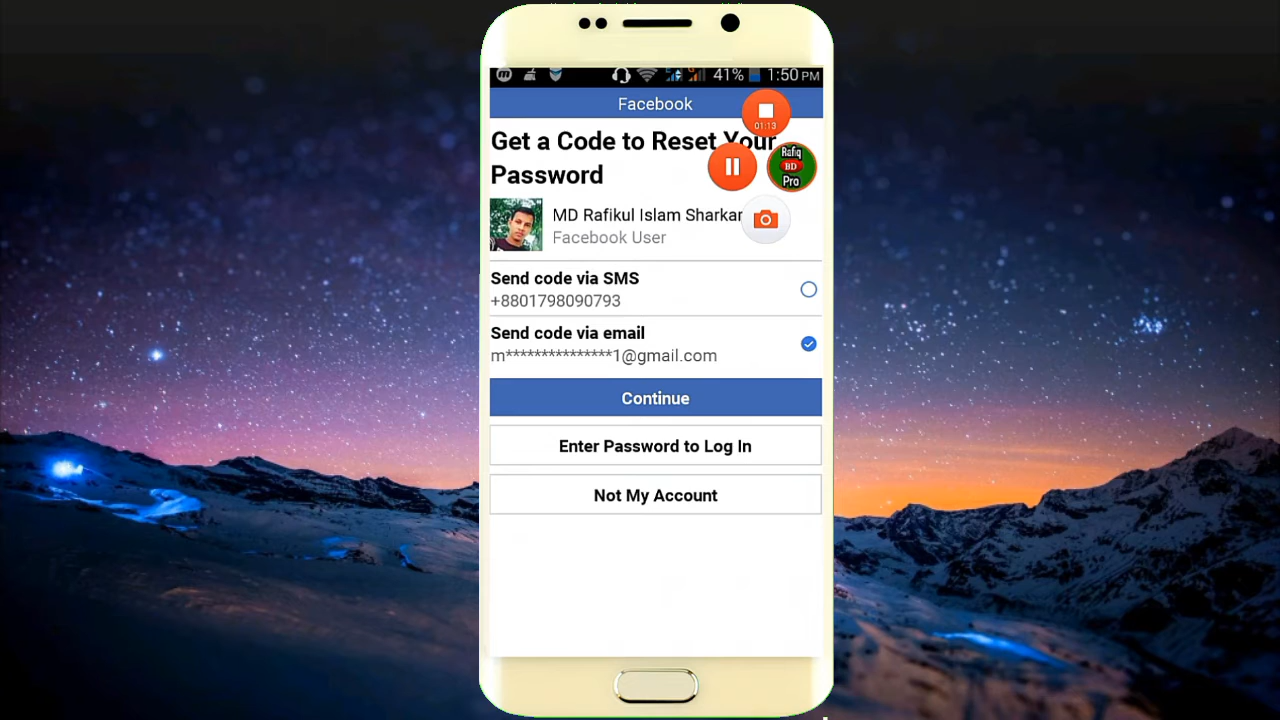 41% 1:50 PM
Facebook
01:13
Get a Code to Reset Your
Password
Rafiq
BD
Pro
MD Rafikul Islam Sharkar
Facebook User
Send code via SMS
+8801798090793
Send code via email
m***************1@gmail.com
Continue
Enter Password to Log In
Not My Account